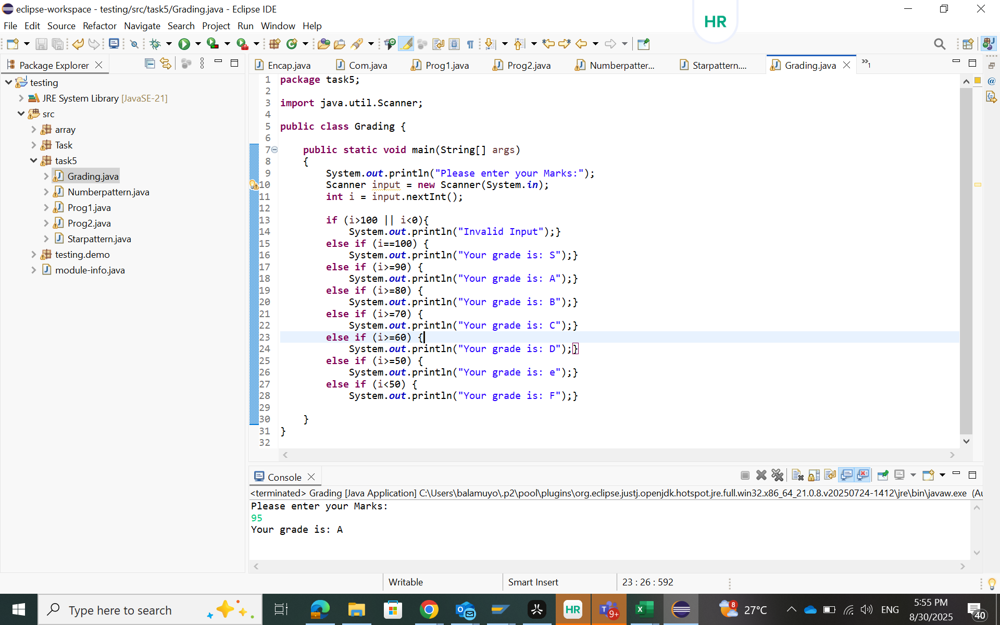 eclipse-workspace - testing/src/task5/Grading.java - Eclipse IDE
HR
File Edit Source Refactor Navigate Search Project Run Window Help
Package Explorer
Encap.java Com.java Prog1.java Prog2.java Numberpatter... Starpattern.... Grading.java »1
testing
JRE System Library [JavaSE-21]
src
array
Task
task5
Grading.java
Numberpattern.java
Prog1.java
Prog2.java
Starpattern.java
testing.demo
module-info.java
1 package task5;
2
3 import java.util.Scanner;
4
5 public class Grading {
6
7 public static void main(String[] args)
8 {
9 System.out.println("Please enter your Marks:");
10 Scanner input = new Scanner(System.in);
11 int i = input.nextInt();
12
13 if (i>100 || i<0){
14 System.out.println("Invalid Input");}
15 else if (i==100) {
16 System.out.println("Your grade is: S");}
17 else if (i>=90) {
18 System.out.println("Your grade is: A");}
19 else if (i>=80) {
20 System.out.println("Your grade is: B");}
21 else if (i>=70) {
22 System.out.println("Your grade is: C");}
23 else if (i>=60) {
24 System.out.println("Your grade is: D");}
25 else if (i>=50) {
26 System.out.println("Your grade is: e");}
27 else if (i<50) {
28 System.out.println("Your grade is: F");}
29
30 }
31 }
32
Console
<terminated> Grading [Java Application] C:\Users\balamuyo\.p2\pool\plugins\org.eclipse.justj.openjdk.hotspot.jre.full.win32.x86_64_21.0.8.v20250724-1412\jre\bin\javaw.exe (Au
Please enter your Marks:
95
Your grade is: A
Writable Smart Insert 23 : 26 : 592
Type here to search
HR
9+
8
27°C
ENG
5:55 PM
8/30/2025
40